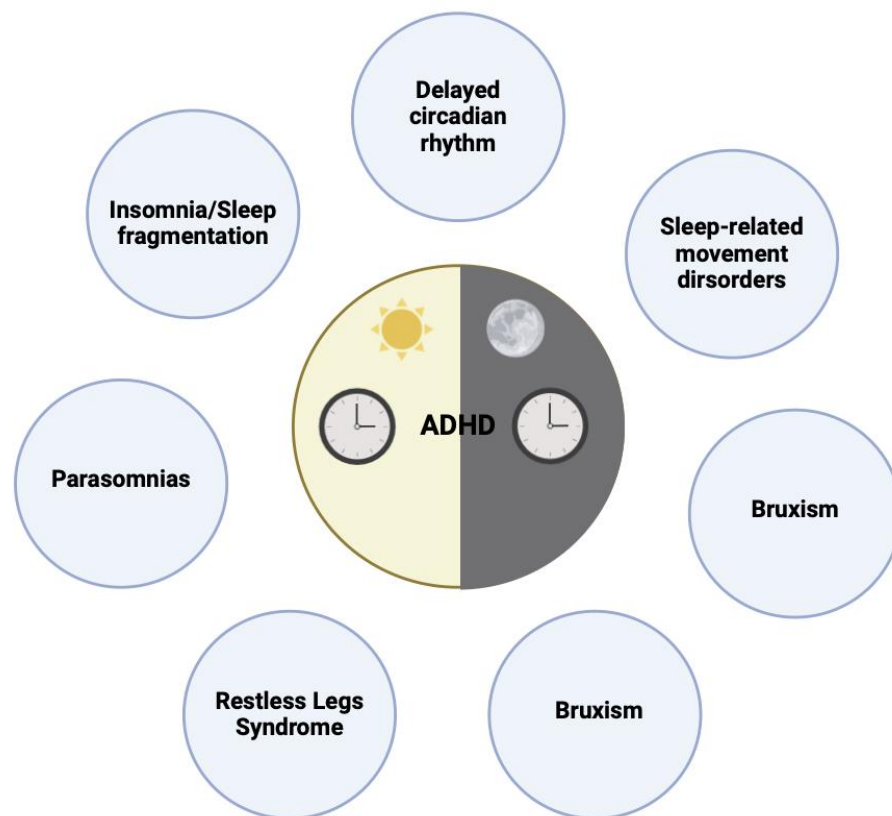 Delayed
circadian
rhythm
Insomnia/Sleep
fragmentation
Sleep-related
movement
dirsorders
ADHD
Parasomnias
Bruxism
Restless Legs
Syndrome
Bruxism